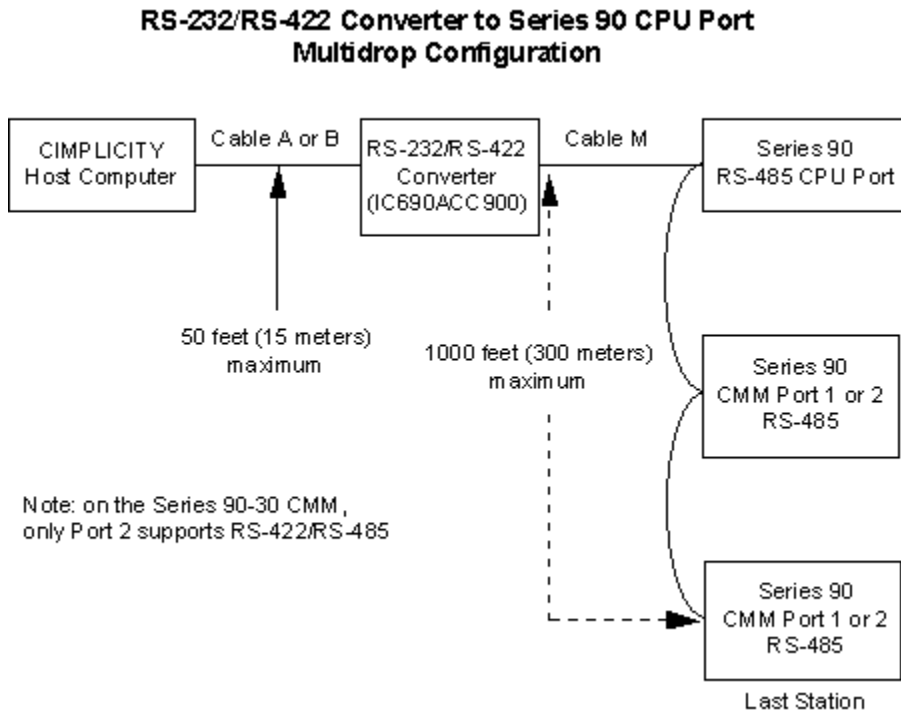 RS-232/RS-422 Converter to Series 90 CPU Port
Multidrop Configuration
CIMPLICITY
Host Computer
Cable A or B
RS-232/RS-422
Converter
(IC690ACC900)
Cable M
Series 90
RS-485 CPU Port
50 feet (15 meters)
maximum
1000 feet (300 meters)
maximum
Series 90
CMM Port 1 or 2
RS-485
Note: on the Series 90-30 CMM,
only Port 2 supports RS-422/RS-485
Series 90
CMM Port 1 or 2
RS-485
Last Station